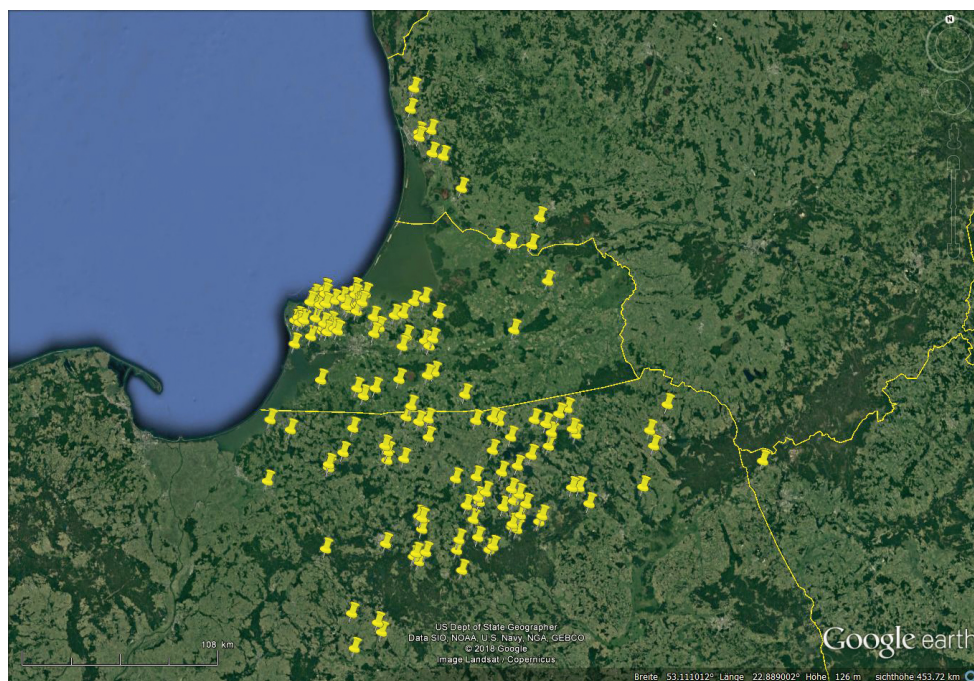 N
108 km
US Dept of State Geographer
Data SIO, NOAA, U.S. Navy, NGA, GEBCO
© 2018 Google
Image Landsat / Copernicus
Google earth
Breite 53.111012° Länge 22.889002° Höhe 126 m sichthöhe 453.72 km